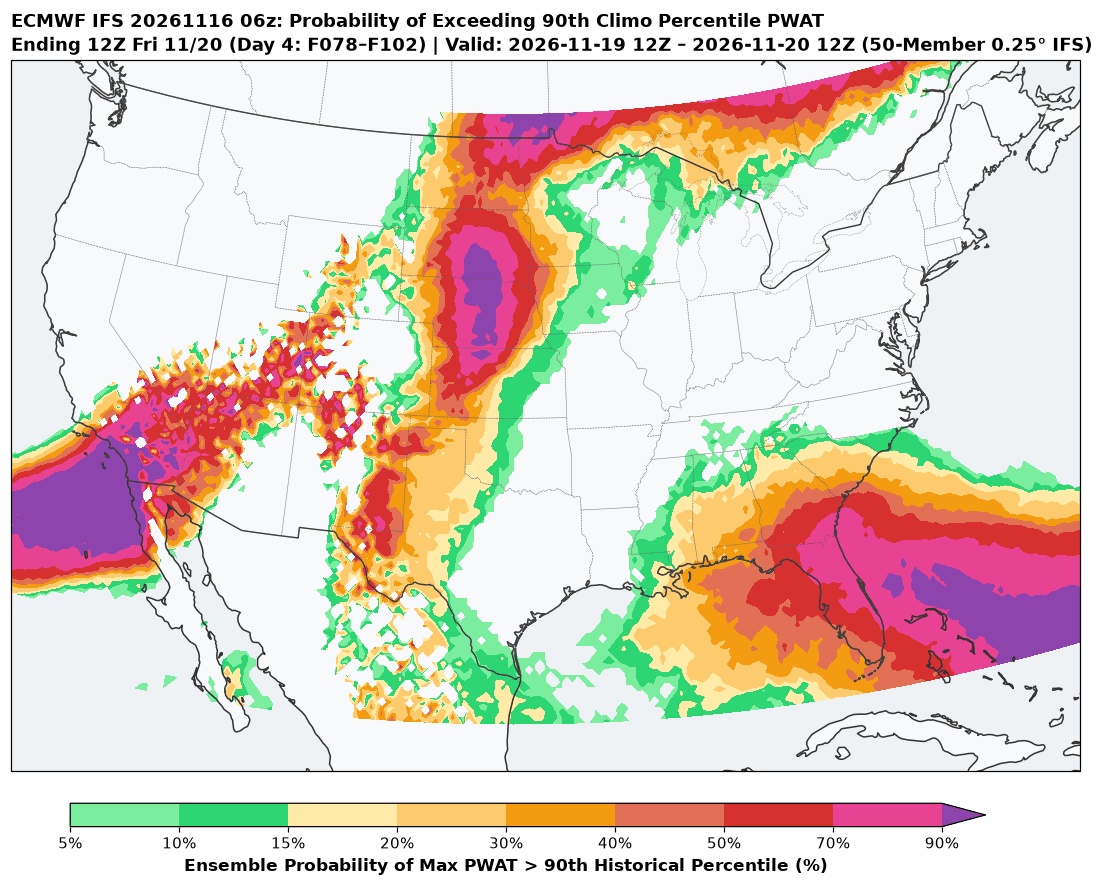 ECMWF IFS 20261116 06z: Probability of Exceeding 90th Climo Percentile PWAT
Ending 12Z Fri 11/20 (Day 4: F078–F102) | Valid: 2026-11-19 12Z – 2026-11-20 12Z (50-Member 0.25° IFS)
5% 10% 15% 20% 30% 40% 50% 70% 90%
Ensemble Probability of Max PWAT > 90th Historical Percentile (%)